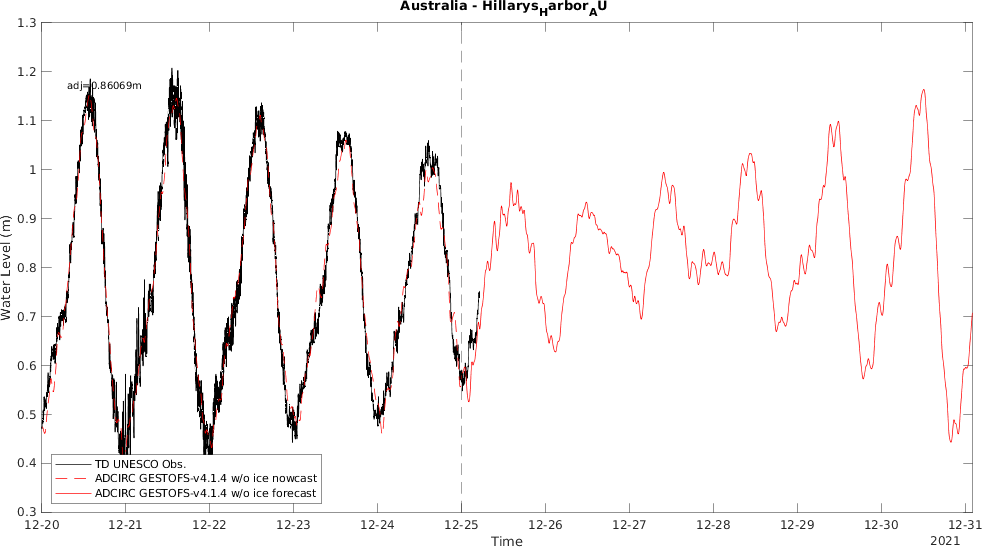 Australia - HillarysHarborAU
1.3
1.2
1.1
1
0.9
0.8
0.7
0.6
0.5
0.4
0.3
Water Level (m)
adj=0.86069m
TD UNESCO Obs.
ADCIRC GESTOFS-v4.1.4 w/o ice nowcast
ADCIRC GESTOFS-v4.1.4 w/o ice forecast
12-20 12-21 12-22 12-23 12-24 12-25 12-26 12-27 12-28 12-29 12-30 12-31
Time
2021